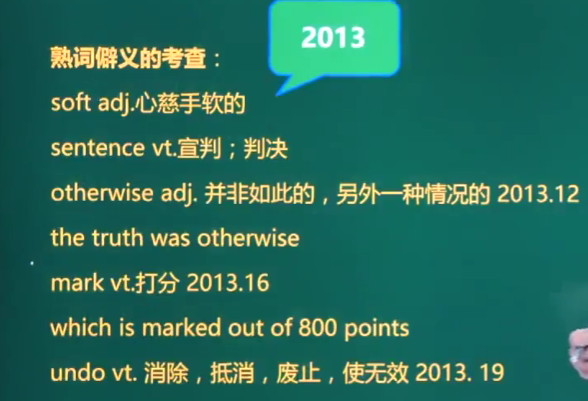 2013
熟词僻义的考查：
soft adj.心慈手软的
sentence vt.宣判；判决
otherwise adj. 并非如此的，另外一种情况的 2013.12
the truth was otherwise
mark vt.打分 2013.16
which is marked out of 800 points
undo vt. 消除，抵消，废止，使无效 2013. 19